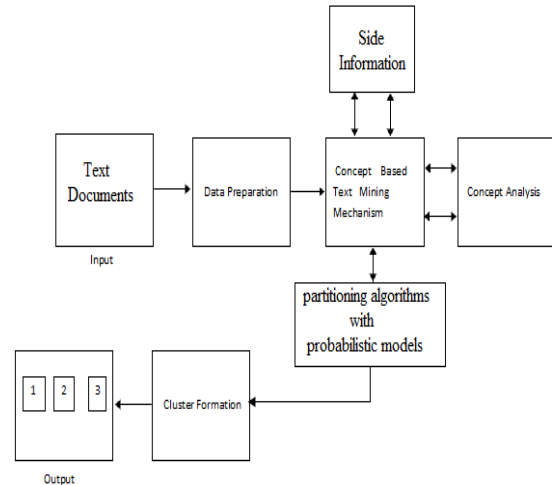 Side
Information
Text
Documents
Data Preparation
Concept Based
Text Mining
Mechanism
Concept Analysis
Input
partitioning algorithms
with
probabilistic models
1 2 3
Cluster Formation
Output